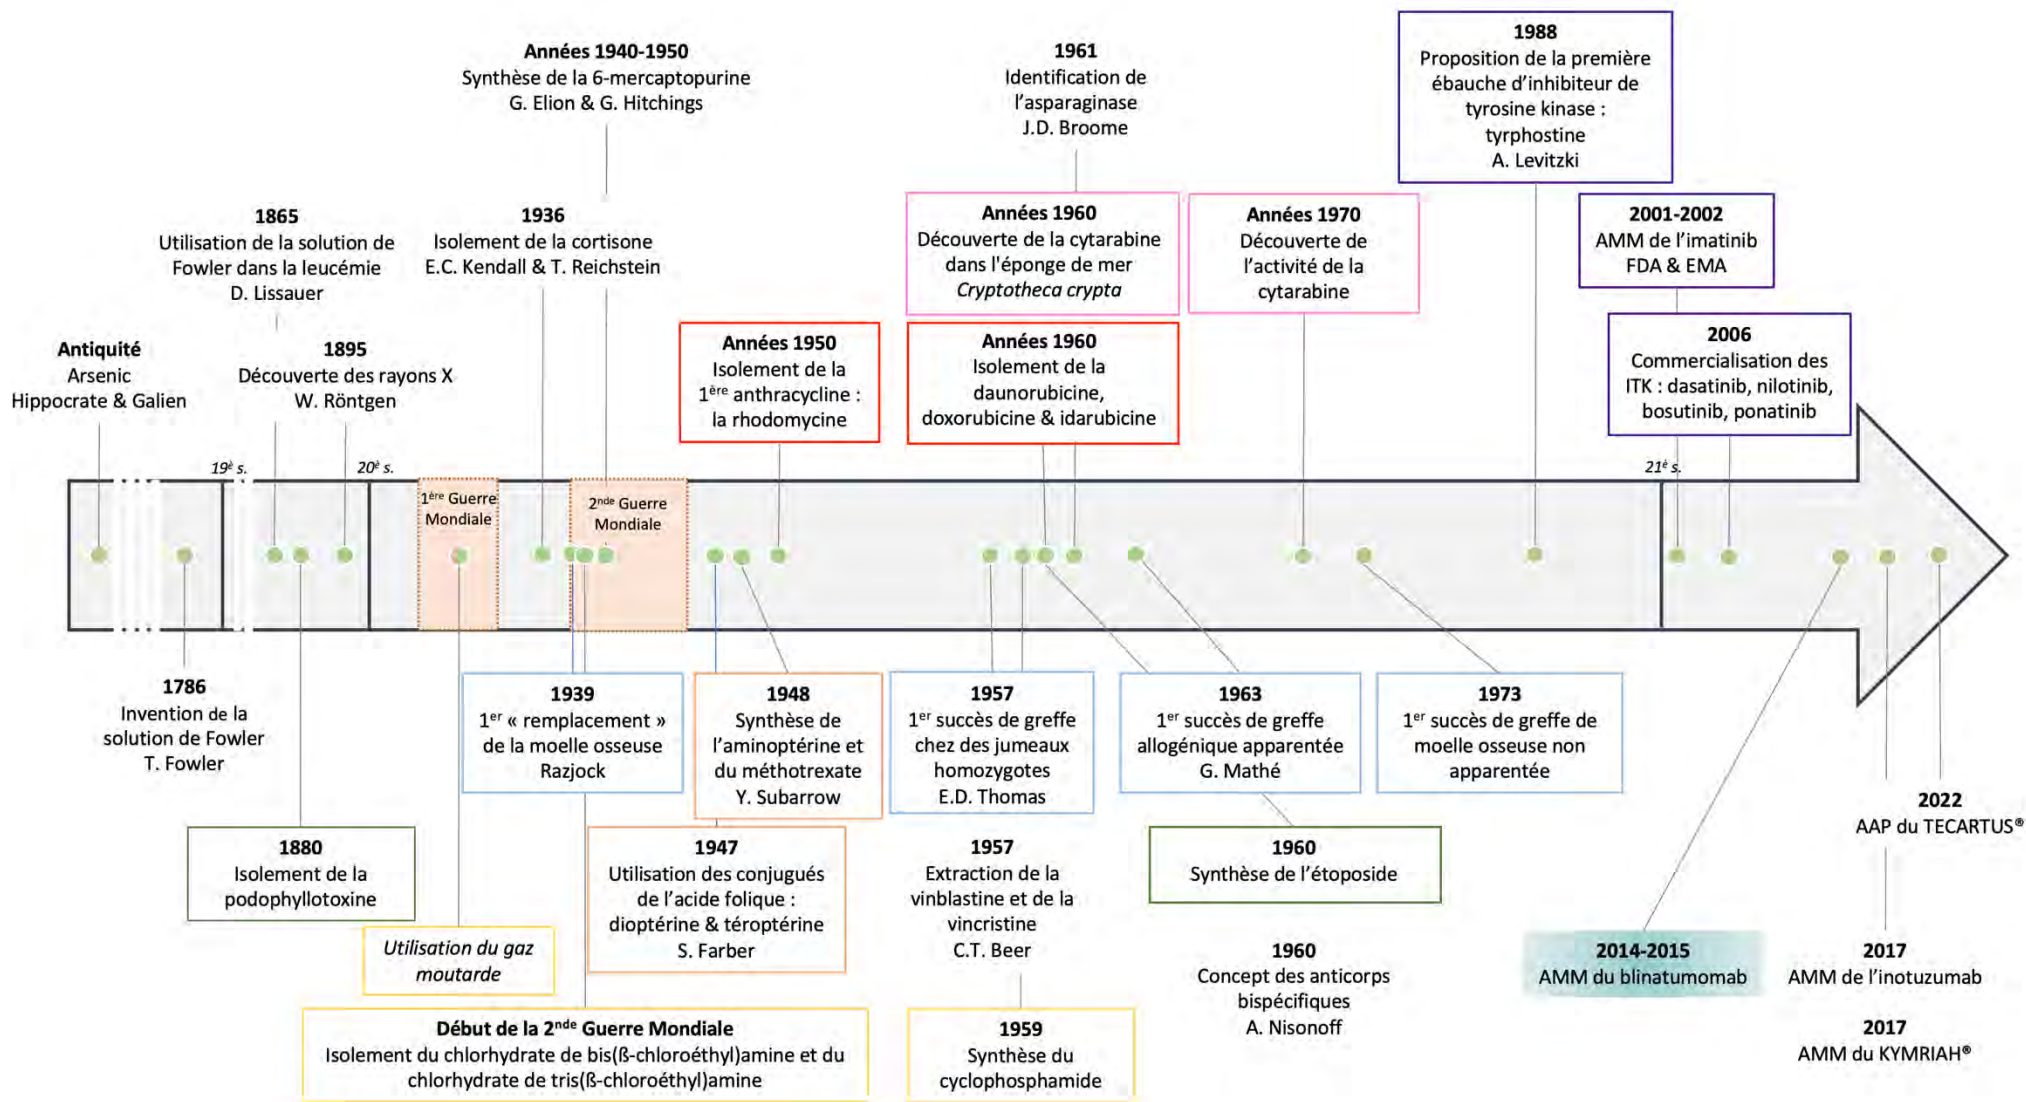 Années 1940-1950
Synthèse de la 6-mercaptopurine
G. Elion & G. Hitchings
1961
Identification de
l'asparaginase
J.D. Broome
1988
Proposition de la première
ébauche d'inhibiteur de
tyrosine kinase :
tyrphostine
A. Levitzki
1865
Utilisation de la solution de
Fowler dans la leucémie
D. Lissauer
1936
Isolement de la cortisone
E.C. Kendall & T. Reichstein
Années 1960
Découverte de la cytarabine
dans l'éponge de mer
Cryptotheca crypta
Années 1970
Découverte de
l'activité de la
cytarabine
2001-2002
AMM de l'imatinib
FDA & EMA
Antiquité
Arsenic
Hippocrate & Galien
1895
Découverte des rayons X
W. Röntgen
Années 1950
Isolement de la
1ère anthracycline :
la rhodomycine
Années 1960
Isolement de la
daunorubicine,
doxorubicine & idarubicine
2006
Commercialisation des
ITK : dasatinib, nilotinib,
bosutinib, ponatinib
19è s.
20è s.
21è s.
1ère Guerre
Mondiale
2nde Guerre
Mondiale
1786
Invention de la
solution de Fowler
T. Fowler
1939
1er « remplacement »
de la moelle osseuse
Razjock
1948
Synthèse de
l'aminoptérine et
du méthotrexate
Y. Subarrow
1957
1er succès de greffe
chez des jumeaux
homozygotes
E.D. Thomas
1963
1er succès de greffe
allogénique apparentée
G. Mathé
1973
1er succès de greffe de
moelle osseuse non
apparentée
2022
AAP du TECARTUS®
1880
Isolement de la
podophyllotoxine
1947
Utilisation des conjugués
de l'acide folique :
dioptérine & téroptérine
S. Farber
1957
Extraction de la
vinblastine et de la
vincristine
C.T. Beer
1960
Synthèse de l'étoposide
Utilisation du gaz
moutarde
1960
Concept des anticorps
bispécifiques
A. Nisonoff
2014-2015
AMM du blinatumomab
2017
AMM de l'inotuzumab
Début de la 2nde Guerre Mondiale
Isolement du chlorhydrate de bis(ß-chloroéthyl)amine et du
chlorhydrate de tris(ß-chloroéthyl)amine
1959
Synthèse du
cyclophosphamide
2017
AMM du KYMRIAH®